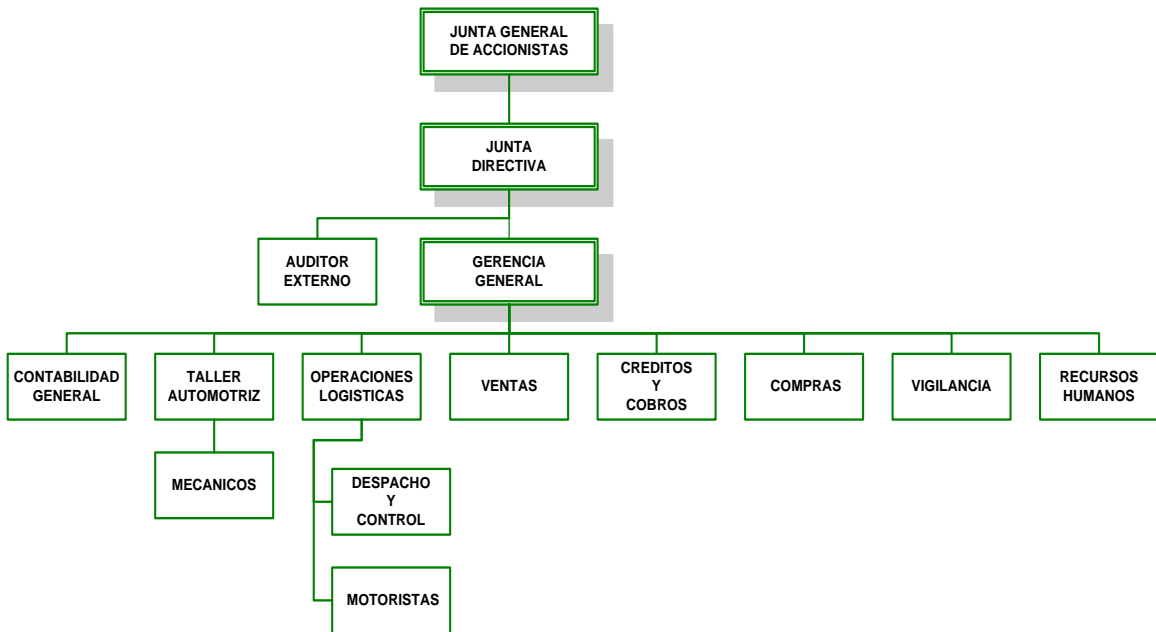 JUNTA GENERAL
DE ACCIONISTAS
JUNTA
DIRECTIVA
AUDITOR
EXTERNO
GERENCIA
GENERAL
CONTABILIDAD
GENERAL
TALLER
AUTOMOTRIZ
OPERACIONES
LOGISTICAS
VENTAS
CREDITOS
Y
COBROS
COMPRAS
VIGILANCIA
RECURSOS
HUMANOS
MECANICOS
DESPACHO
Y
CONTROL
MOTORISTAS